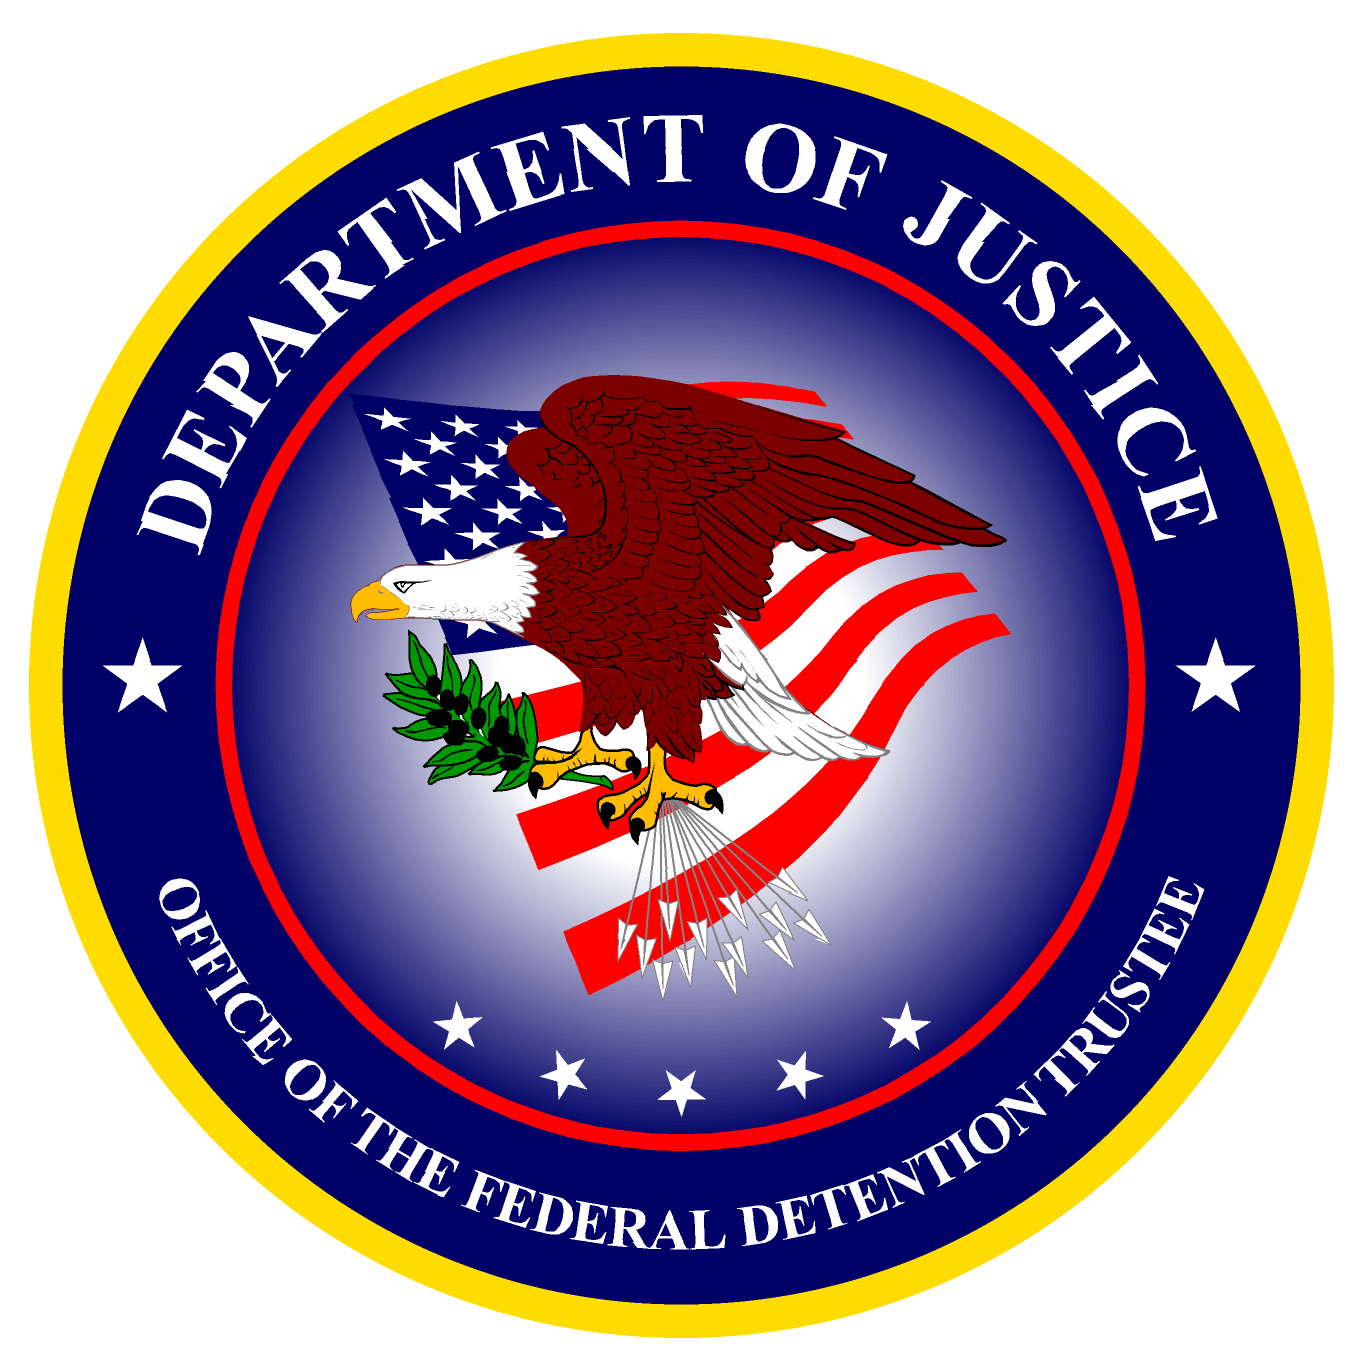 DEPARTMENT OF JUSTICE
OFFICE OF THE FEDERAL DETENTION TRUSTEE